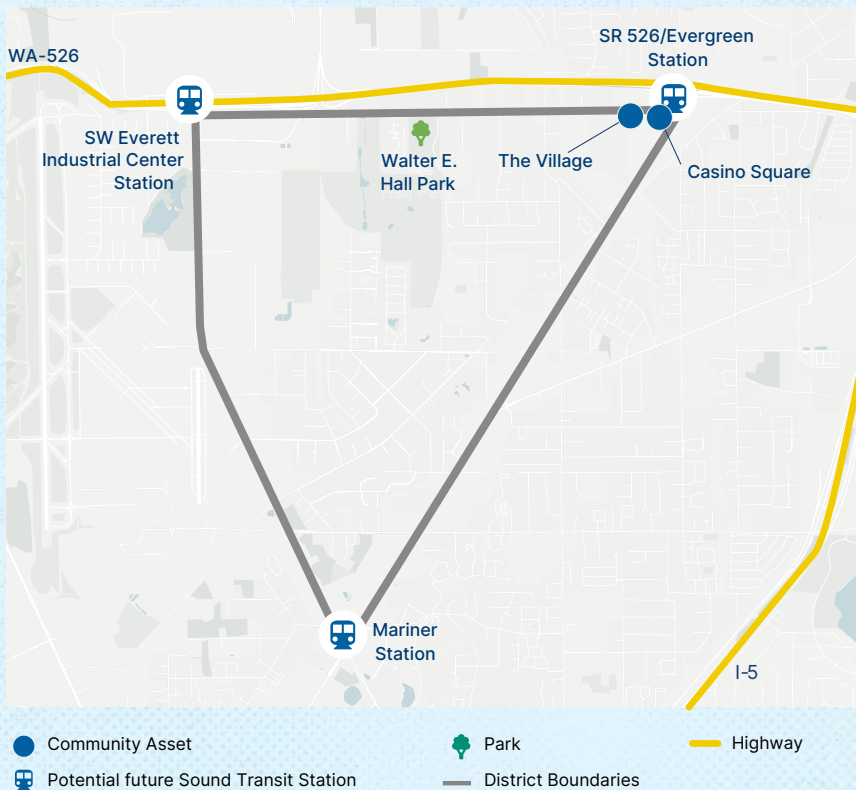 WA-526
SR 526/Evergreen
Station
SW Everett
Industrial Center
Station
Walter E.
Hall Park
The Village
Casino Square
Mariner
Station
I-5
Community Asset
Park
Highway
Potential future Sound Transit Station
District Boundaries